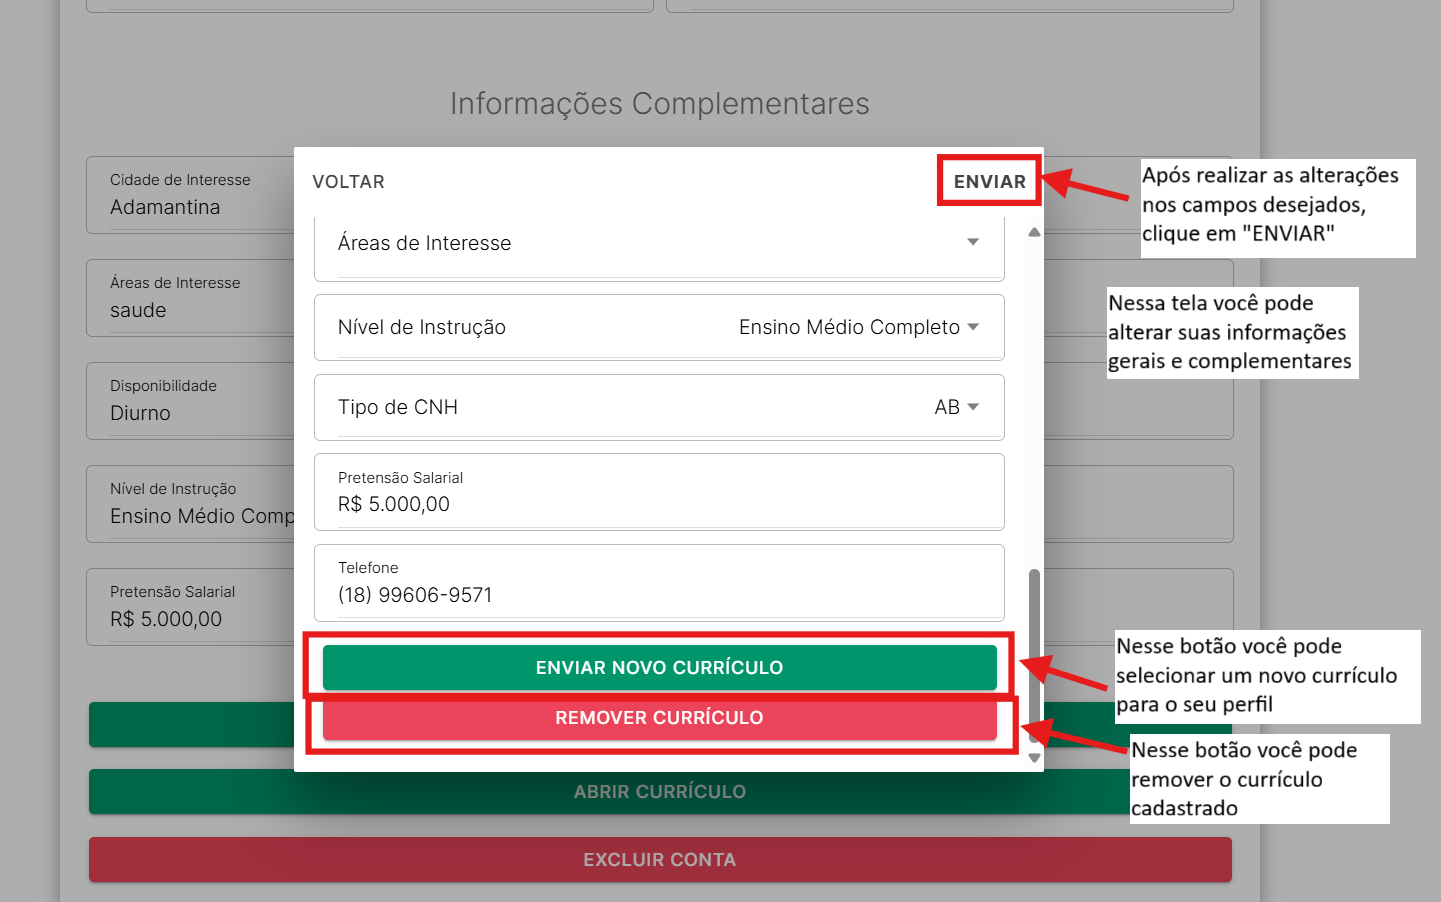 Informações Complementares
Cidade de Interesse
Adamantina
Áreas de Interesse
saude
Disponibilidade
Diurno
Nível de Instrução
Ensino Médio Comp
Pretensão Salarial
R$ 5.000,00
VOLTAR
ENVIAR
Áreas de Interesse
Nível de Instrução Ensino Médio Completo
Tipo de CNH AB
Pretensão Salarial
R$ 5.000,00
Telefone
(18) 99606-9571
ENVIAR NOVO CURRÍCULO
REMOVER CURRÍCULO
ABRIR CURRÍCULO
EXCLUIR CONTA
Após realizar as alterações
nos campos desejados,
clique em "ENVIAR"
Nessa tela você pode
alterar suas informações
gerais e complementares
Nesse botão você pode
selecionar um novo currículo
para o seu perfil
Nesse botão você pode
remover o currículo
cadastrado